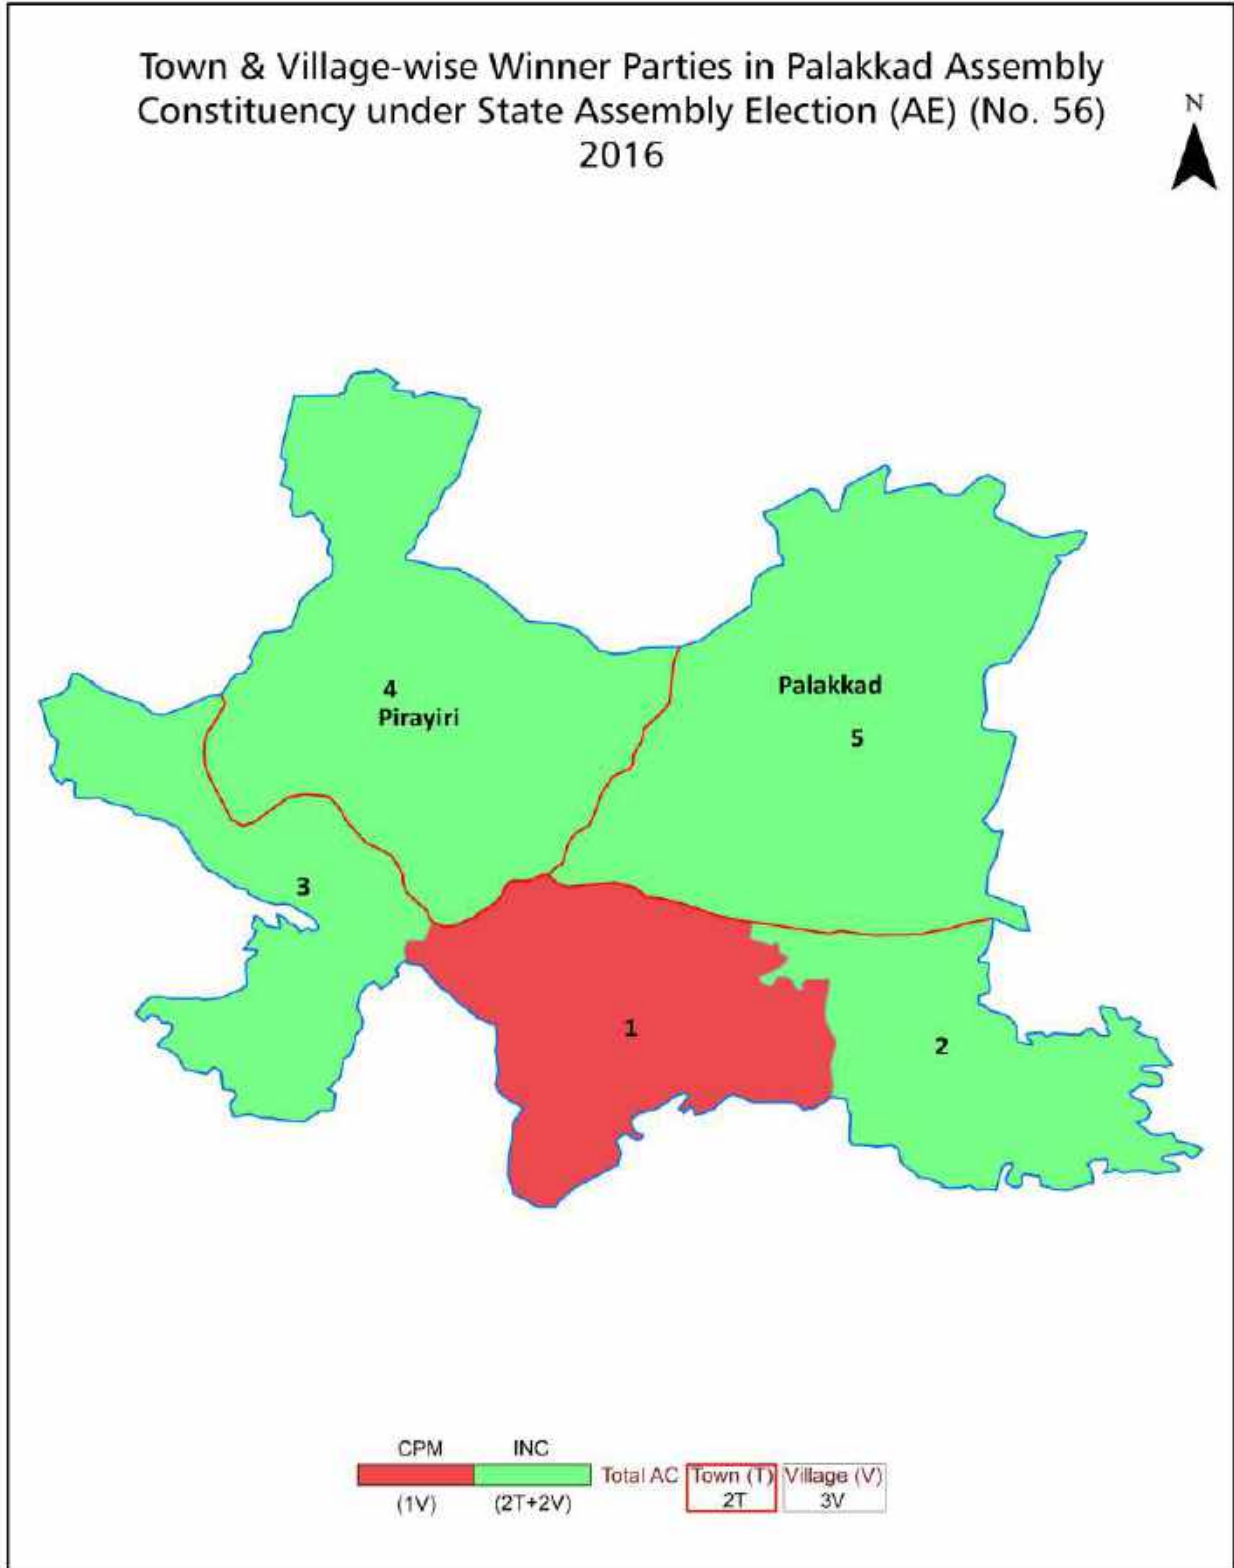 Town & Village-wise Winner Parties in Palakkad Assembly
Constituency under State Assembly Election (AE) (No. 56)
2016
N
4
Pirayiri
Palakkad
5
3
1
2
CPM INC
Total AC Town (T) Village (V)
(1V) (2T+2V) 2T 3V